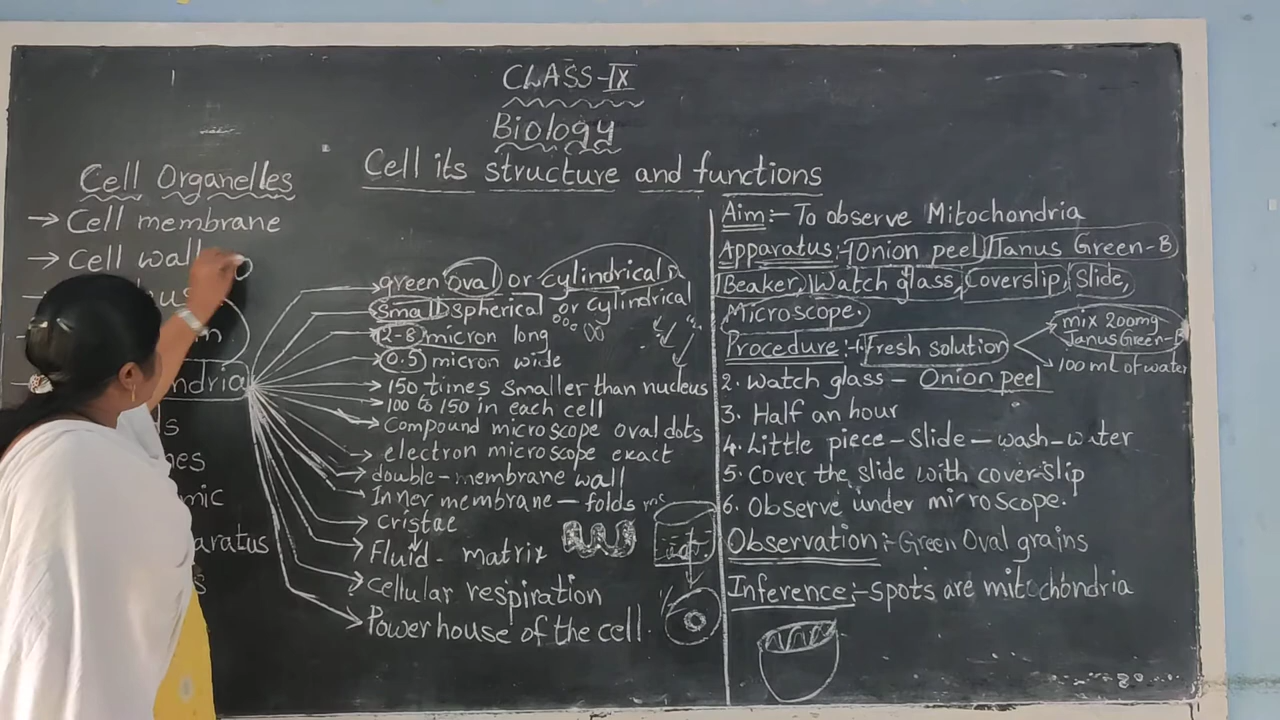 CLASS-IX
Biology
Cell its structure and functions
Cell Organelles
→ Cell membrane
→ Cell wall
ndria
aratus
green oval or cylindrical
Small spherical or cylindrical
2-8 micron long
0.5 micron wide
150 times smaller than nucleus
100 to 150 in each cell
Compound microscope oval dots
electron microscope exact
double-membrane wall
Inner membrane - folds
cristae
Fluid - matrix
cellular respiration
Power house of the cell
Aim:- To observe Mitochondria
Apparatus:- Onion peel, Janus Green-B
Beaker, Watch glass, Coverslip, Slide,
Microscope.
Procedure:- 1. Fresh solution
mix 200mg
Janus Green-B
100 mL of water
2. Watch glass - Onion peel
3. Half an hour
4. Little piece - Slide - wash - water
5. Cover the slide with cover-slip
6. Observe under microscope.
Observation:- Green Oval grains
Inference:- spots are mitochondria